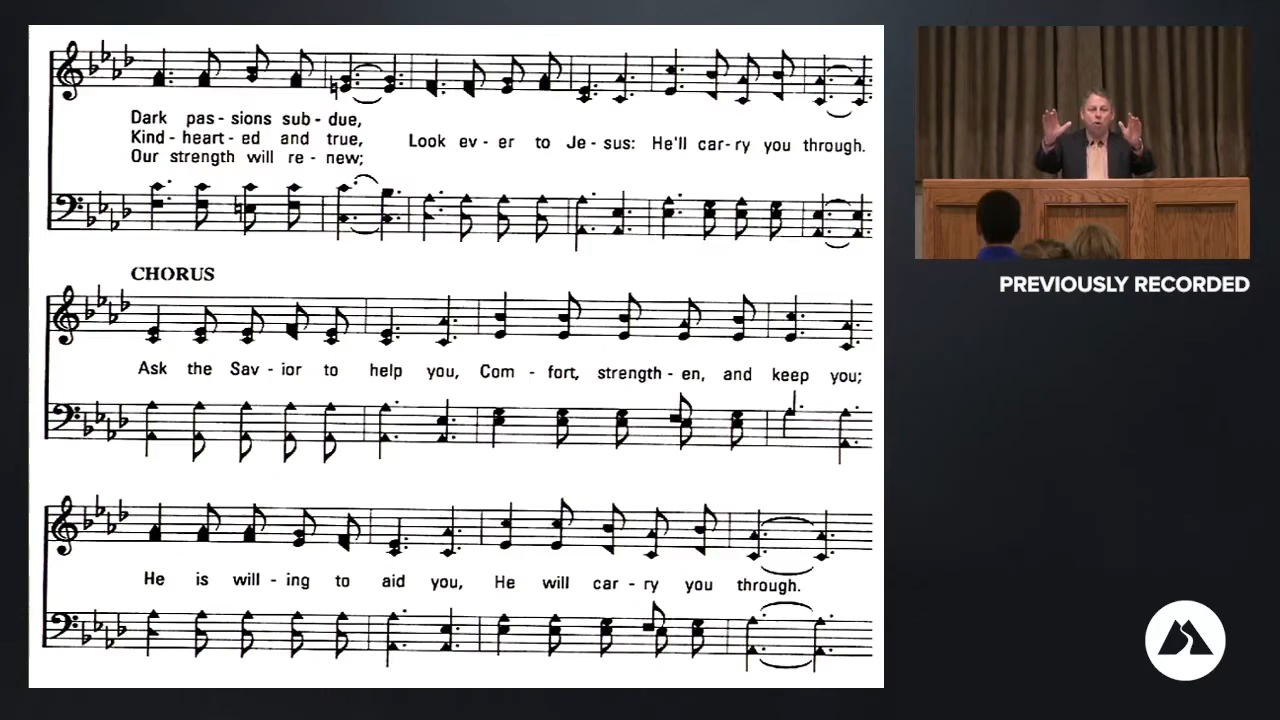 Dark pas - sions sub - due,
Kind - heart - ed and true, Look ev - er to Je - sus: He'll car - ry you through.
Our strength will re - new;
CHORUS
Ask the Sav - ior to help you, Com - fort, strength - en, and keep you;
He is will - ing to aid you, He will car - ry you through.
PREVIOUSLY RECORDED